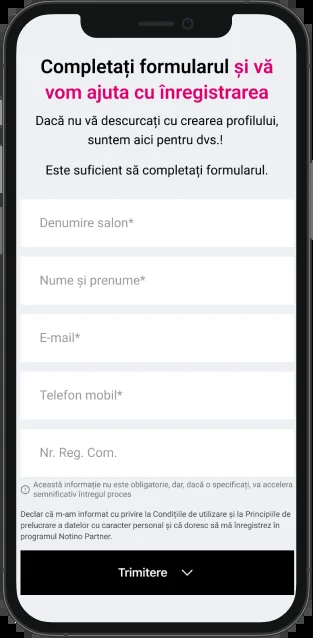 Completați formularul și vă
vom ajuta cu înregistrarea
Dacă nu vă descurcați cu crearea profilului,
suntem aici pentru dvs.!
Este suficient să completați formularul.
Denumire salon*
Nume și prenume*
E-mail*
Telefon mobil*
Nr. Reg. Com.
Această informație nu este obligatorie, dar, dacă o specificați, va accelera
semnificativ întregul proces
Declar că m-am informat cu privire la Condițiile de utilizare și la Principiile de
prelucrare a datelor cu caracter personal și că doresc să mă înregistrez în
programul Notino Partner.
Trimitere